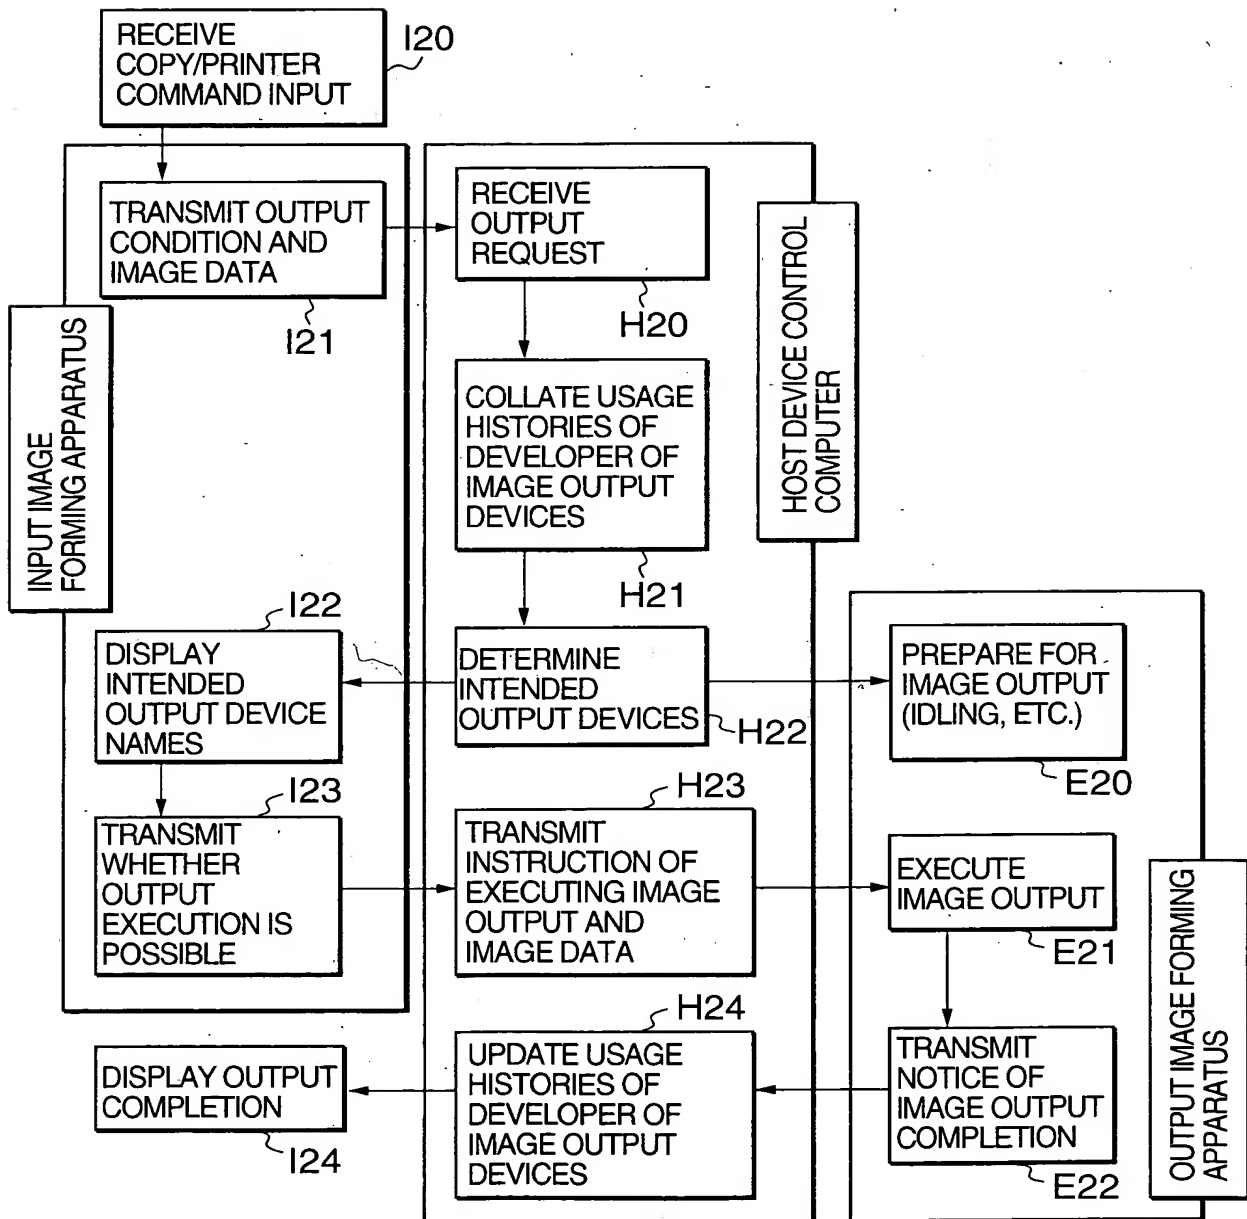 RECEIVE
COPY/PRINTER
COMMAND INPUT
I20
TRANSMIT OUTPUT
CONDITION AND
IMAGE DATA
I21
RECEIVE
OUTPUT
REQUEST
H20
HOST DEVICE CONTROL
COMPUTER
INPUT IMAGE
FORMING APPARATUS
COLLATE USAGE
HISTORIES OF
DEVELOPER OF
IMAGE OUTPUT
DEVICES
H21
I22
DISPLAY
INTENDED
OUTPUT DEVICE
NAMES
DETERMINE
INTENDED
OUTPUT DEVICES
H22
PREPARE FOR
IMAGE OUTPUT
(IDLING, ETC.)
E20
I23
TRANSMIT
WHETHER
OUTPUT
EXECUTION IS
POSSIBLE
H23
TRANSMIT
INSTRUCTION OF
EXECUTING IMAGE
OUTPUT AND
IMAGE DATA
EXECUTE
IMAGE OUTPUT
E21
OUTPUT IMAGE FORMING
APPARATUS
DISPLAY OUTPUT
COMPLETION
I24
H24
UPDATE USAGE
HISTORIES OF
DEVELOPER OF
IMAGE OUTPUT
DEVICES
TRANSMIT
NOTICE OF
IMAGE OUTPUT
COMPLETION
E22